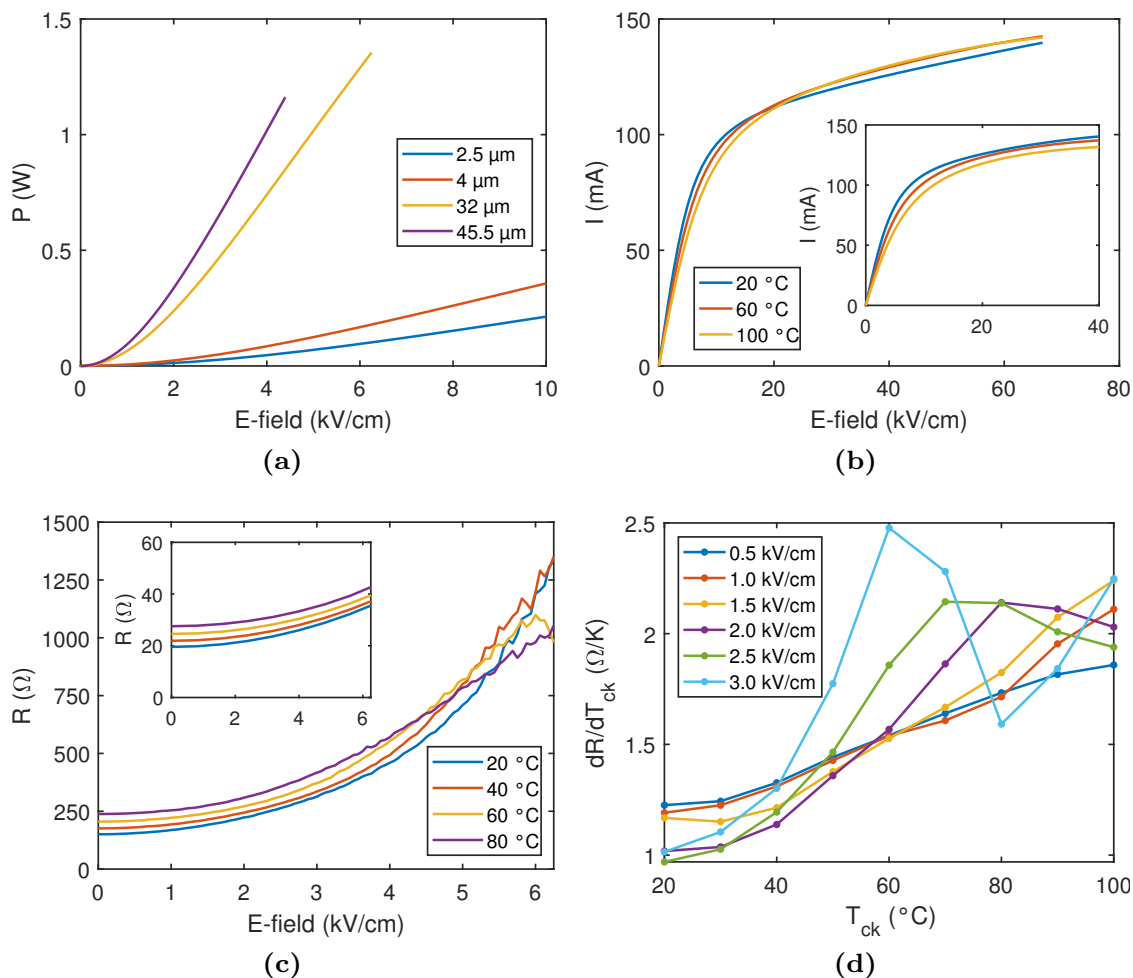 1.5
1
0.5
0
P (W)
2.5 μm
4 μm
32 μm
45.5 μm
0 2 4 6 8 10
E-field (kV/cm)
(a)
150
100
50
0
I (mA)
20 °C
60 °C
100 °C
150
100
50
0
I (mA)
0 20 40
0 20 40 60 80
E-field (kV/cm)
(b)
1500
1250
1000
750
500
250
0
R (Ω)
60
40
20
0
R (Ω)
0 2 4 6
20 °C
40 °C
60 °C
80 °C
0 1 2 3 4 5 6
E-field (kV/cm)
(c)
2.5
2
1.5
1
dR/dT_ck (Ω/K)
0.5 kV/cm
1.0 kV/cm
1.5 kV/cm
2.0 kV/cm
2.5 kV/cm
3.0 kV/cm
20 40 60 80 100
T_ck (°C)
(d)